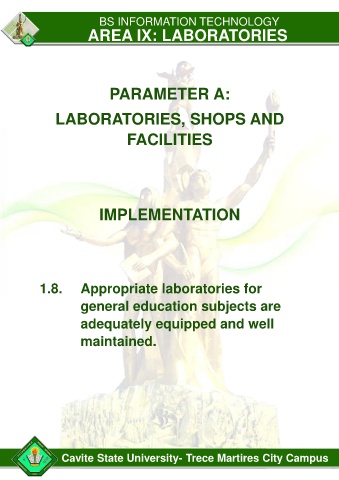 BS INFORMATION TECHNOLOGY
AREA IX: LABORATORIES
PARAMETER A:
LABORATORIES, SHOPS AND
FACILITIES
IMPLEMENTATION
1.8. Appropriate laboratories for
general education subjects are
adequately equipped and well
maintained.
Cavite State University- Trece Martires City Campus